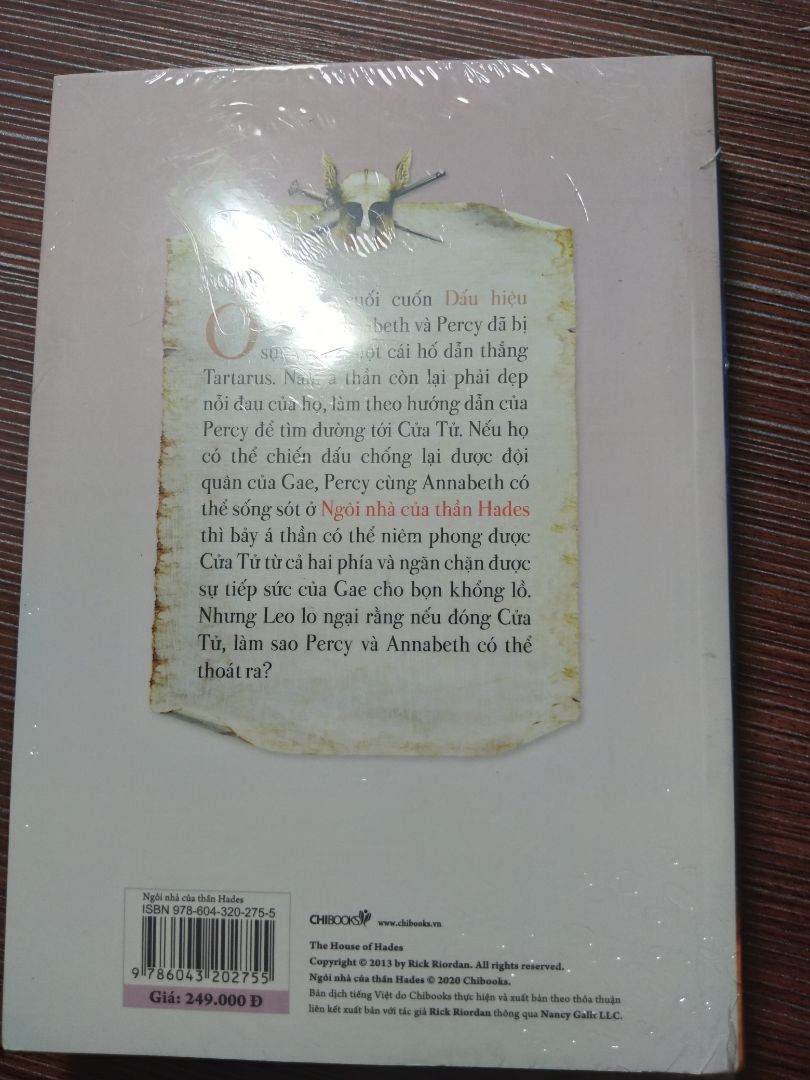 O uối cuốn Dấu hiệu
abeth và Percy đã bị
một cái hố dẫn thẳng
Tartarus. Năm á thần còn lại phải dẹp
nỗi đau của họ, làm theo hướng dẫn của
Percy để tìm đường tới Cửa Tử. Nếu họ
có thể chiến đấu chống lại được đội
quân của Gae, Percy cùng Annabeth có
thể sống sót ở Ngôi nhà của thần Hades
thì bảy á thần có thể niêm phong được
Cửa Tử từ cả hai phía và ngăn chặn được
sự tiếp sức của Gae cho bọn khổng lồ.
Nhưng Leo lo ngại rằng nếu đóng Cửa
Tử, làm sao Percy và Annabeth có thể
thoát ra?
Ngôi nhà của thần Hades
ISBN 978-604-320-275-5
9 786043 202755
Giá: 249.000 Đ
CHIBOOKS www.chibooks.vn
The House of Hades
Copyright © 2013 by Rick Riordan. All rights reserved.
Ngôi nhà của thần Hades © 2020 Chibooks.
Bản dịch tiếng Việt do Chibooks thực hiện và xuất bản theo thỏa thuận
liên kết xuất bản với tác giả Rick Riordan thông qua Nancy Gallt LLC.